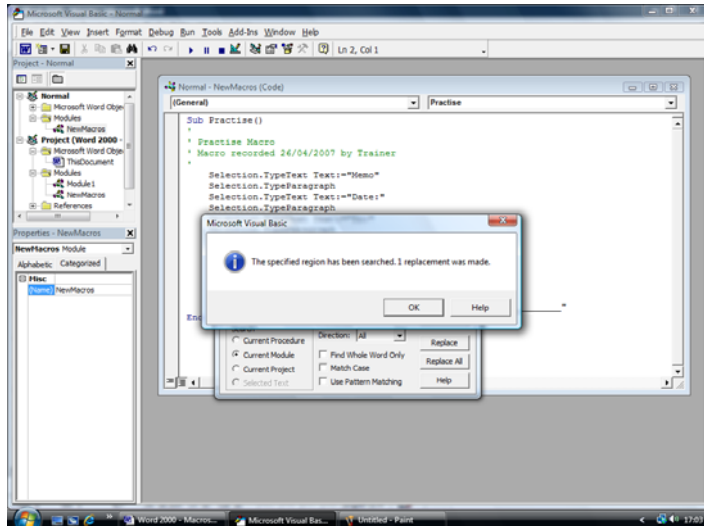 Microsoft Visual Basic - Normal
File Edit View Insert Format Debug Run Tools Add-Ins Window Help
Ln 2, Col 1
Project - Normal
Normal
Microsoft Word Obje
Modules
NewMacros
Project (Word 2000 -
Microsoft Word Obje
ThisDocument
Modules
Module1
NewMacros
References
Properties - NewMacros
NewMacros Module
Alphabetic Categorized
Misc
(Name) NewMacros
Normal - NewMacros (Code)
(General) Practise
Sub Practise()
'
' Practise Macro
' Macro recorded 26/04/2007 by Trainer
'
Selection.TypeText Text:="Memo"
Selection.TypeParagraph
Selection.TypeText Text:="Date:"
Selection.TypeParagraph
Microsoft Visual Basic
The specified region has been searched. 1 replacement was made.
OK Help
"
En
Current Procedure
Current Module
Current Project
Selected Text
Direction: All
Find Whole Word Only
Match Case
Use Pattern Matching
Replace
Replace All
Help
Word 2000 - Macros... Microsoft Visual Bas... Untitled - Paint 17:03